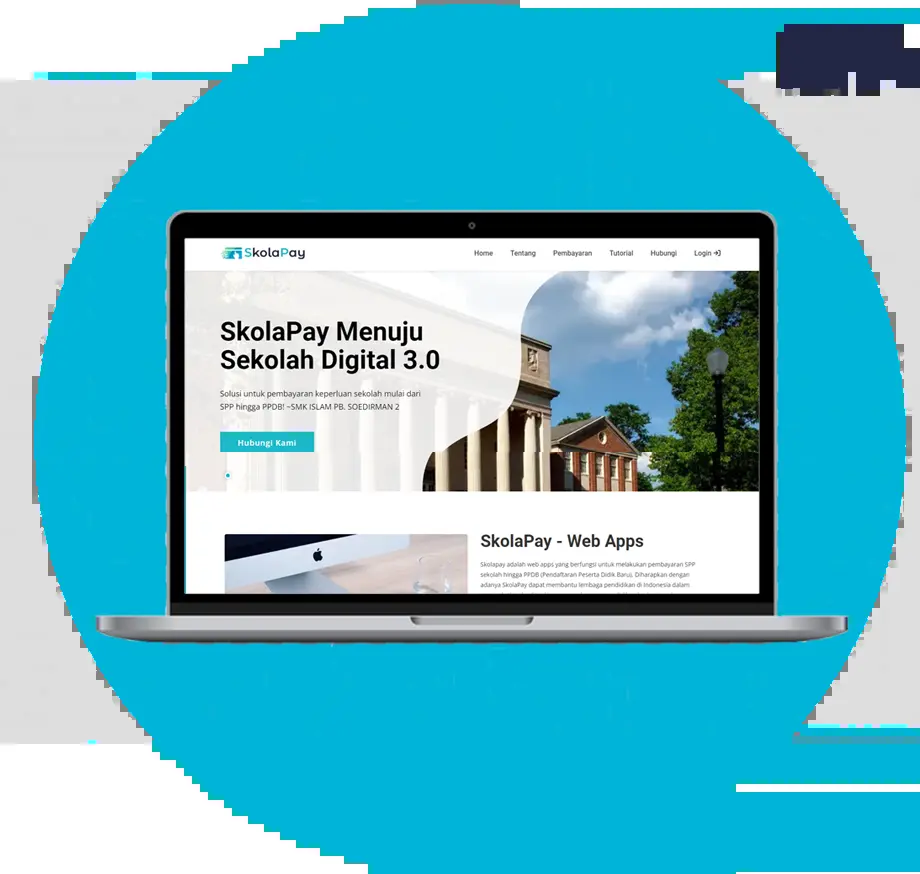 SkolaPay
Home Tentang Pembayaran Tutorial Hubungi Login
SkolaPay Menuju
Sekolah Digital 3.0
Solusi untuk pembayaran keperluan sekolah mulai dari
SPP hingga PPDB! ~SMK ISLAM PB. SOEDIRMAN 2
Hubungi Kami
SkolaPay - Web Apps
Skolapay adalah web apps yang berfungsi untuk melakukan pembayaran SPP
sekolah hingga PPDB (Pendaftaran Peserta Didik Baru). Diharapkan dengan
adanya SkolaPay dapat membantu lembaga pendidikan di Indonesia dalam